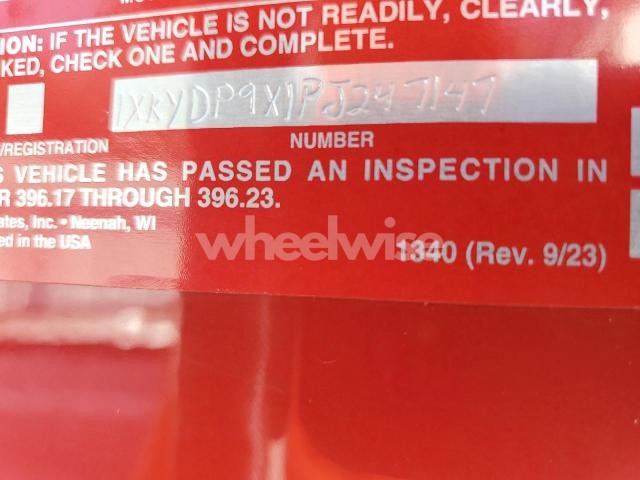 ION: IF THE VEHICLE IS NOT READILY, CLEARLY,
KED, CHECK ONE AND COMPLETE.
1XKYDP9X1PJ247147
/REGISTRATION NUMBER
S VEHICLE HAS PASSED AN INSPECTION IN
R 396.17 THROUGH 396.23.
ates, Inc. • Neenah, WI
ed in the USA
wheelwise
1340 (Rev. 9/23)